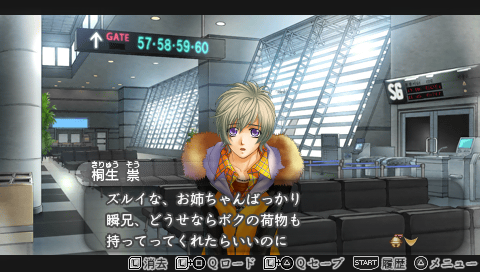 ↑ GATE 57・58・59・60
S6
きりゅう そう
桐生 崇
ズルイな、お姉ちゃんばっかり
瞬兄、どうせならボクの荷物も
持ってってくれたらいいのに
L 消去 L+□ Qロード L+△ Qセーブ START 履歴 △ メニュー